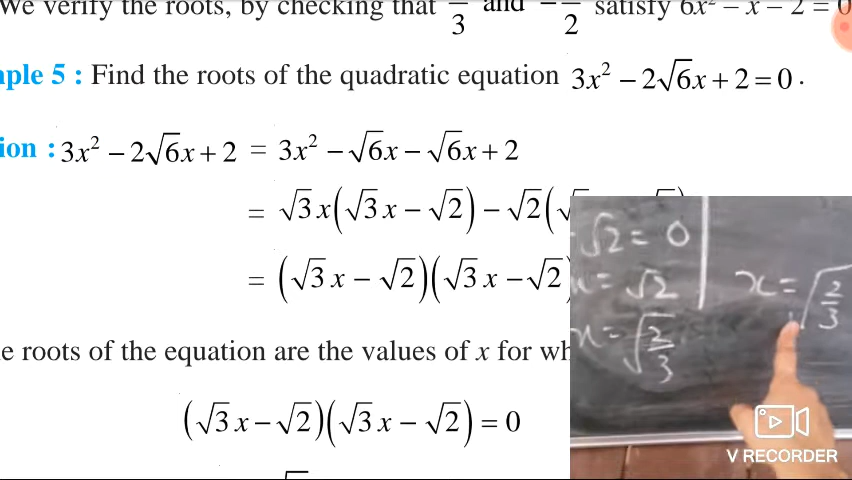 We verify the roots, by checking that — 3 and – — 2 satisfy 6x² – x – 2 = 0
ple 5 : Find the roots of the quadratic equation 3x² – 2√6x + 2 = 0 .
ion : 3x² – 2√6x + 2 = 3x² – √6x – √6x + 2
= √3x(√3x – √2) – √2(√
= (√3x – √2)(√3x – √2
e roots of the equation are the values of x for wh
(√3x – √2)(√3x – √2) = 0
√2 = 0
x = √2
x = √(2/3)
x = √(2/3)
V RECORDER